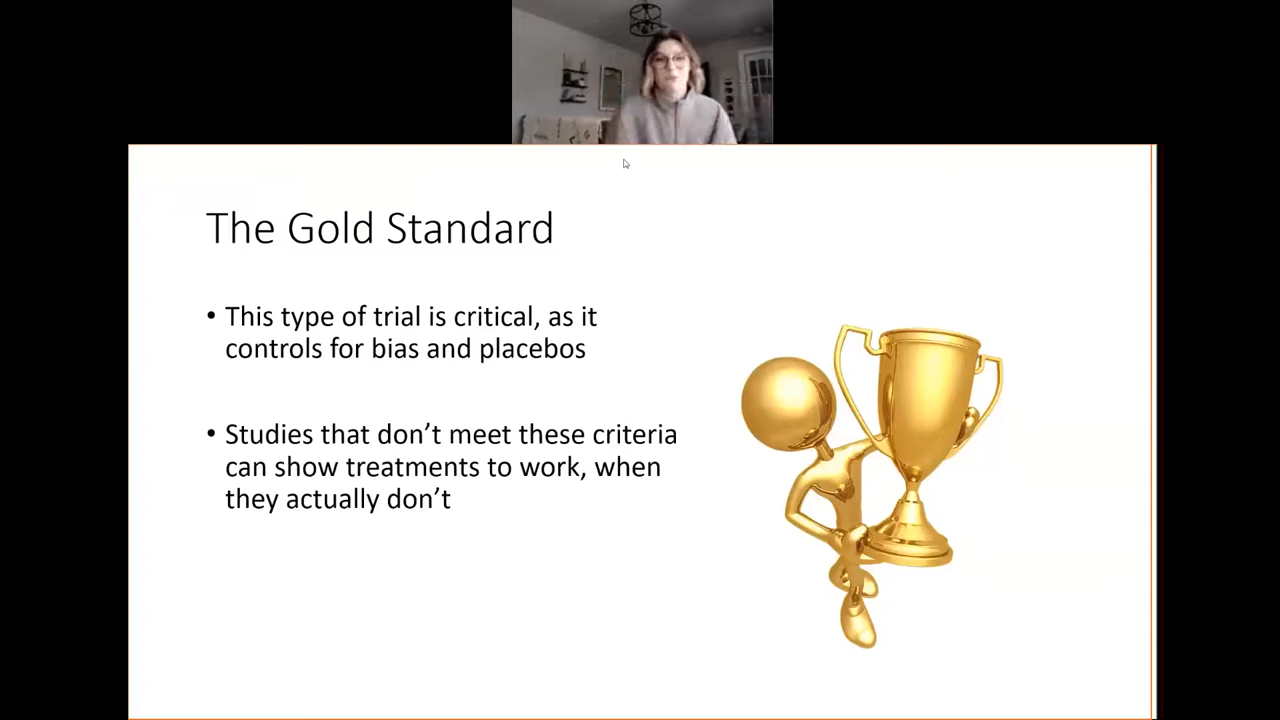 The Gold Standard
• This type of trial is critical, as it
controls for bias and placebos
• Studies that don’t meet these criteria
can show treatments to work, when
they actually don’t